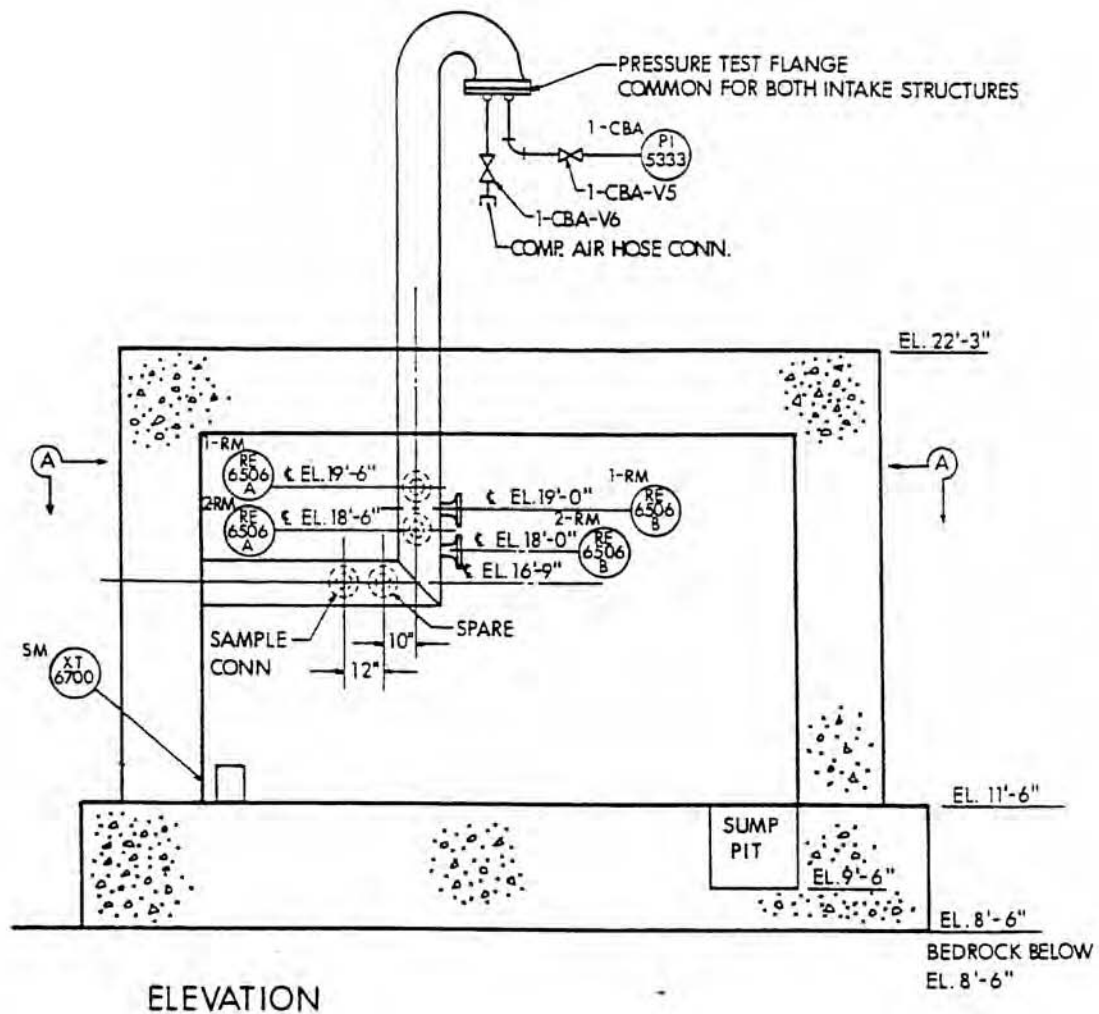 PRESSURE TEST FLANGE
COMMON FOR BOTH INTAKE STRUCTURES
1-CBA
PI
5333
1-CBA-V5
1-CBA-V6
COMP. AIR HOSE CONN.
EL. 22'-3"
A
A
1-RM
RE
6506
A
℄ EL.19'-6"
1-RM
RE
6506
B
℄ EL.19'-0"
2-RM
RE
6506
A
℄ EL.18'-6"
2-RM
RE
6506
B
℄ EL.18'-0"
℄ EL.16'-9"
SAMPLE
CONN
10"
SPARE
12"
SM
XT
6700
EL. 11'-6"
SUMP
PIT
EL.9'-6"
EL. 8'-6"
BEDROCK BELOW
EL. 8'-6"
ELEVATION